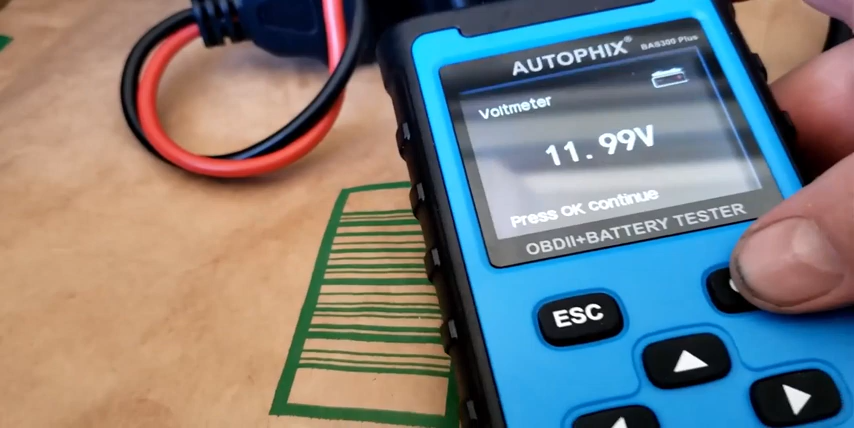 AUTOPHIX® BAS300 Plus
Voltmeter
11.99V
Press OK continue
OBDII+BATTERY TESTER
ESC